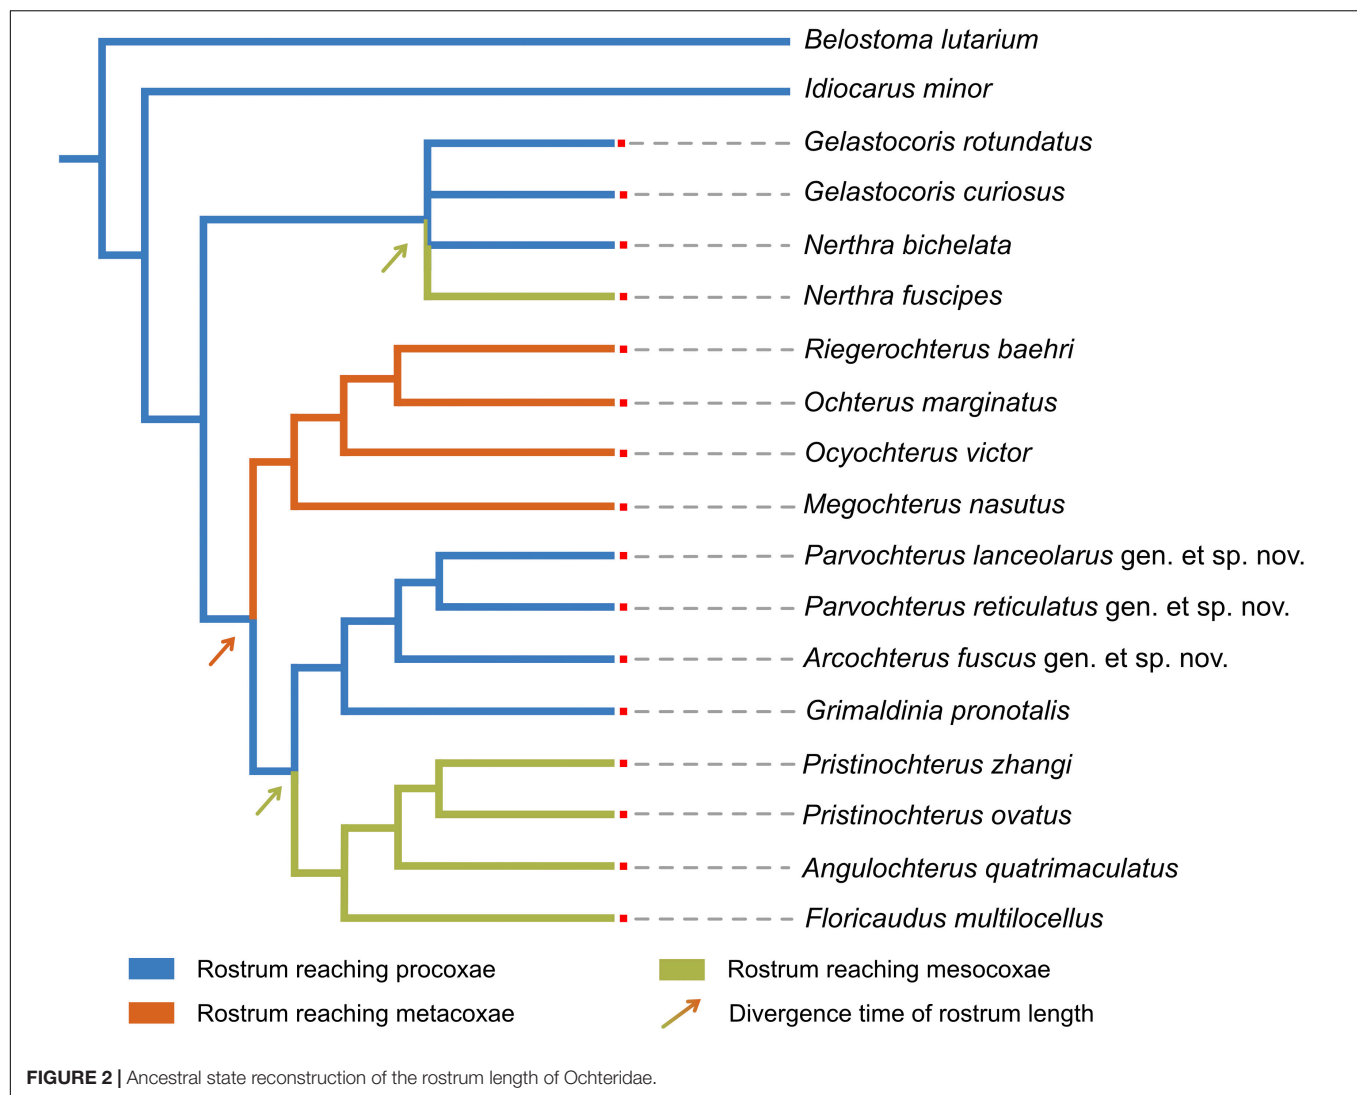 Belostoma lutarium
Idiocarus minor
Gelastocoris rotundatus
Gelastocoris curiosus
Nerthra bichelata
Nerthra fuscipes
Riegerochterus baehri
Ochterus marginatus
Ocyochterus victor
Megochterus nasutus
Parvochterus lanceolarus gen. et sp. nov.
Parvochterus reticulatus gen. et sp. nov.
Arcochterus fuscus gen. et sp. nov.
Grimaldinia pronotalis
Pristinochterus zhangi
Pristinochterus ovatus
Angulochterus quatrimaculatus
Floricaudus multilocellus
Rostrum reaching procoxae
Rostrum reaching mesocoxae
Rostrum reaching metacoxae
Divergence time of rostrum length
FIGURE 2 | Ancestral state reconstruction of the rostrum length of Ochteridae.